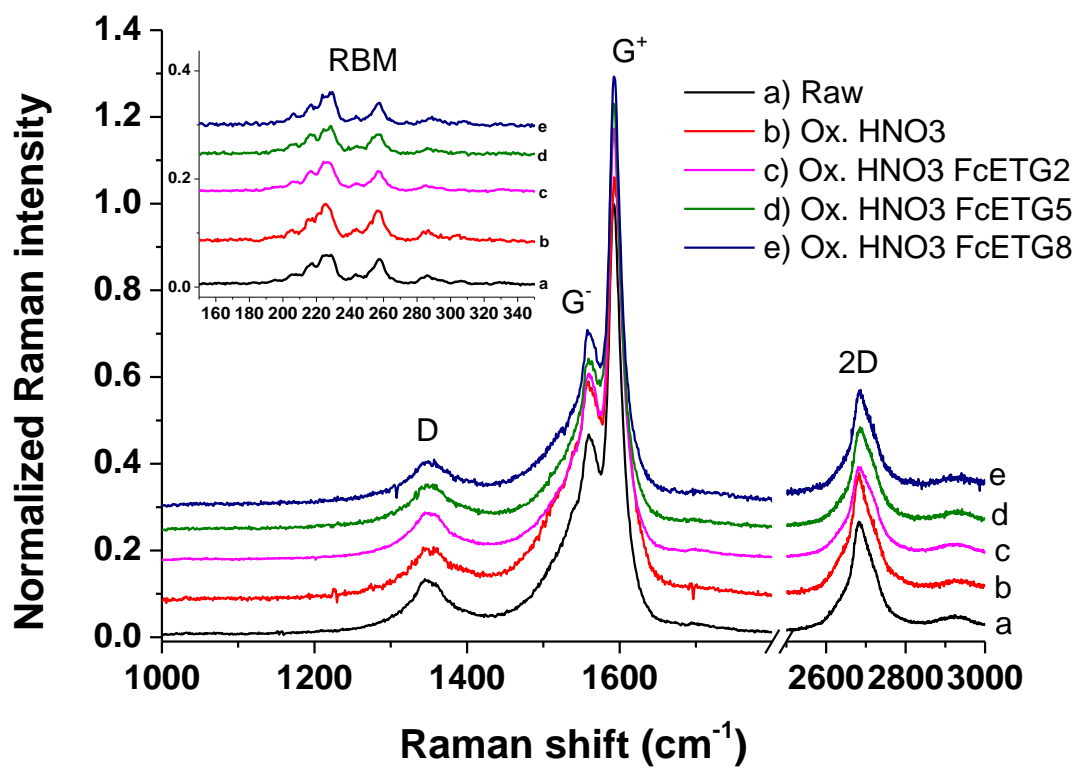 Normalized Raman intensity
1.4
1.2
1.0
0.8
0.6
0.4
0.2
0.0
0.4
0.2
0.0
RBM
e
d
c
b
a
160 180 200 220 240 260 280 300 320 340
G+
a) Raw
b) Ox. HNO3
c) Ox. HNO3 FcETG2
d) Ox. HNO3 FcETG5
e) Ox. HNO3 FcETG8
G-
D
2D
e
d
c
b
a
1000 1200 1400 1600 2600 2800 3000
Raman shift (cm-1)